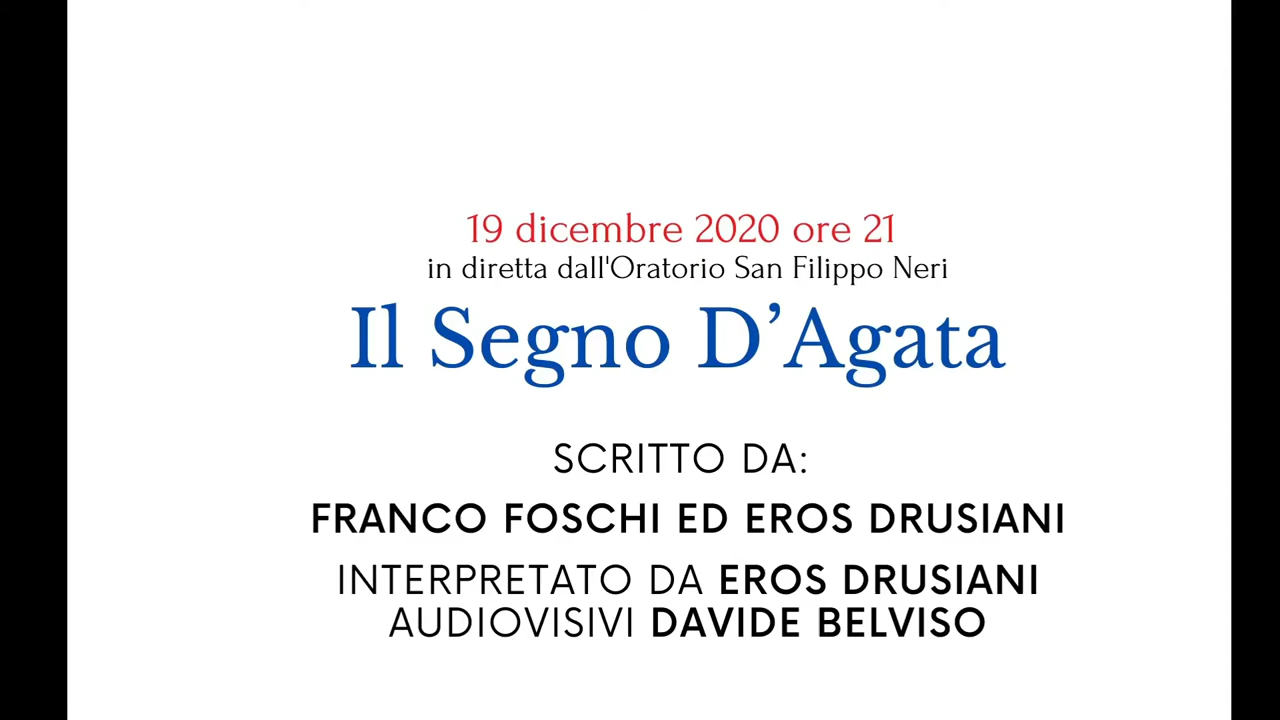 19 dicembre 2020 ore 21
in diretta dall'Oratorio San Filippo Neri
Il Segno D’Agata
SCRITTO DA:
FRANCO FOSCHI ED EROS DRUSIANI
INTERPRETATO DA EROS DRUSIANI
AUDIOVISIVI DAVIDE BELVISO